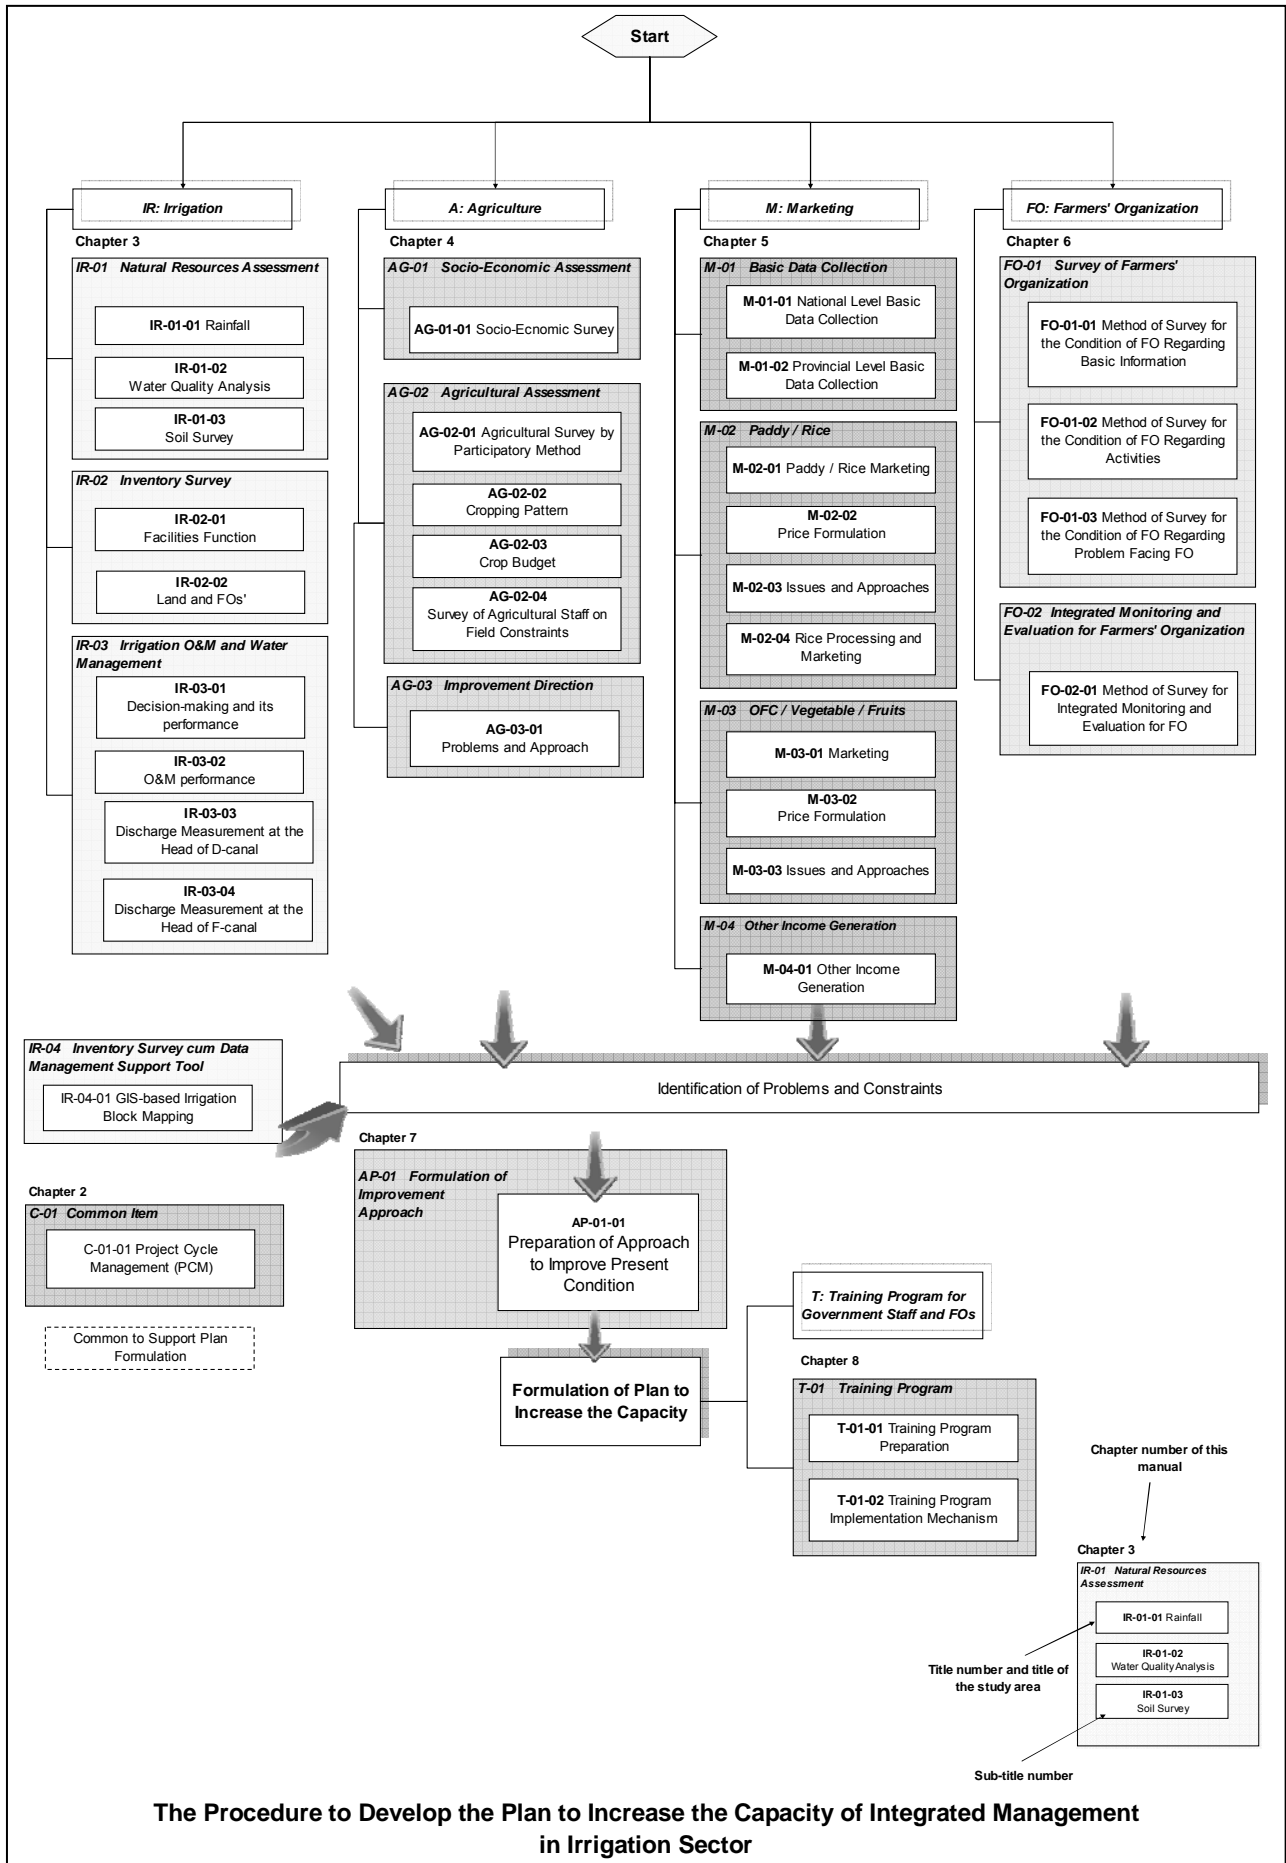 Start
IR: Irrigation
Chapter 3
IR-01 Natural Resources Assessment
IR-01-01 Rainfall
IR-01-02
Water Quality Analysis
IR-01-03
Soil Survey
IR-02 Inventory Survey
IR-02-01
Facilities Function
IR-02-02
Land and FOs'
IR-03 Irrigation O&M and Water
Management
IR-03-01
Decision-making and its
performance
IR-03-02
O&M performance
IR-03-03
Discharge Measurement at the
Head of D-canal
IR-03-04
Discharge Measurement at the
Head of F-canal
A: Agriculture
Chapter 4
AG-01 Socio-Economic Assessment
AG-01-01 Socio-Ecnomic Survey
AG-02 Agricultural Assessment
AG-02-01 Agricultural Survey by
Participatory Method
AG-02-02
Cropping Pattern
AG-02-03
Crop Budget
AG-02-04
Survey of Agricultural Staff on
Field Constraints
AG-03 Improvement Direction
AG-03-01
Problems and Approach
M: Marketing
Chapter 5
M-01 Basic Data Collection
M-01-01 National Level Basic
Data Collection
M-01-02 Provincial Level Basic
Data Collection
M-02 Paddy / Rice
M-02-01 Paddy / Rice Marketing
M-02-02
Price Formulation
M-02-03 Issues and Approaches
M-02-04 Rice Processing and
Marketing
M-03 OFC / Vegetable / Fruits
M-03-01 Marketing
M-03-02
Price Formulation
M-03-03 Issues and Approaches
M-04 Other Income Generation
M-04-01 Other Income
Generation
FO: Farmers' Organization
Chapter 6
FO-01 Survey of Farmers'
Organization
FO-01-01 Method of Survey for
the Condition of FO Regarding
Basic Information
FO-01-02 Method of Survey for
the Condition of FO Regarding
Activities
FO-01-03 Method of Survey for
the Condition of FO Regarding
Problem Facing FO
FO-02 Integrated Monitoring and
Evaluation for Farmers' Organization
FO-02-01 Method of Survey for
Integrated Monitoring and
Evaluation for FO
IR-04 Inventory Survey cum Data
Management Support Tool
IR-04-01 GIS-based Irrigation
Block Mapping
Identification of Problems and Constraints
Chapter 2
C-01 Common Item
C-01-01 Project Cycle
Management (PCM)
Common to Support Plan
Formulation
Chapter 7
AP-01 Formulation of
Improvement
Approach
AP-01-01
Preparation of Approach
to Improve Present
Condition
Formulation of Plan to
Increase the Capacity
T: Training Program for
Government Staff and FOs
Chapter 8
T-01 Training Program
T-01-01 Training Program
Preparation
T-01-02 Training Program
Implementation Mechanism
Chapter number of this
manual
Chapter 3
IR-01 Natural Resources
Assessment
IR-01-01 Rainfall
IR-01-02
Water Quality Analysis
IR-01-03
Soil Survey
Title number and title of
the study area
Sub-title number
The Procedure to Develop the Plan to Increase the Capacity of Integrated Management
in Irrigation Sector